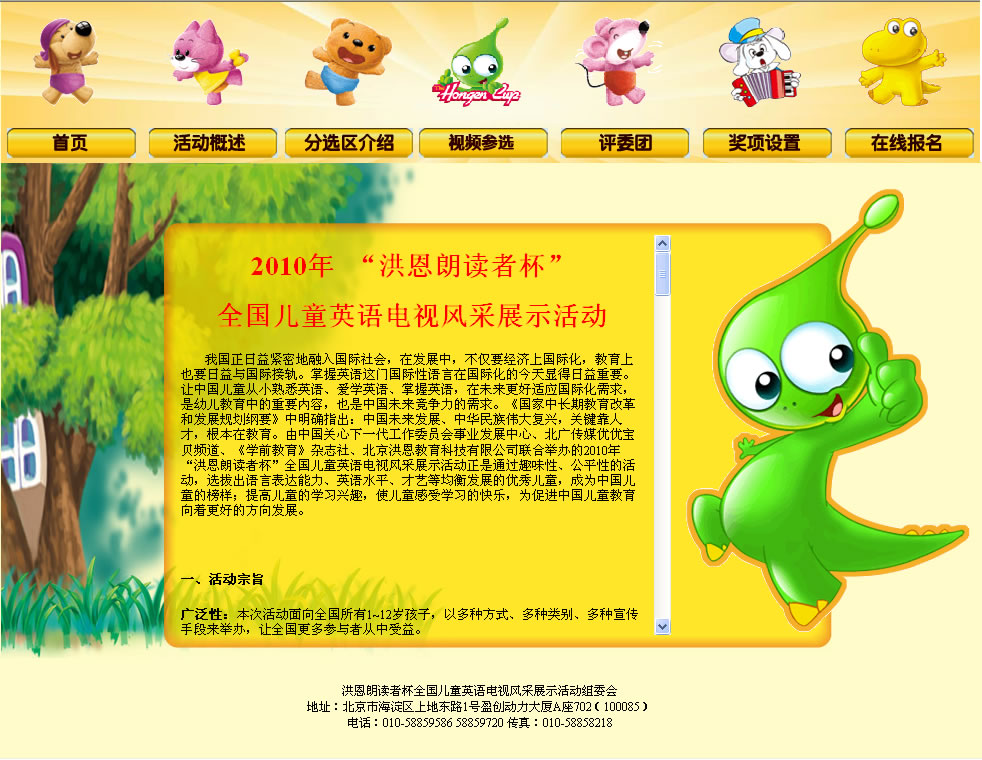 The Hongen Cup
首页 活动概述 分选区介绍 视频参选 评委团 奖项设置 在线报名
2010年 “洪恩朗读者杯”
全国儿童英语电视风采展示活动
我国正日益紧密地融入国际社会，在发展中，不仅要经济上国际化，教育上
也要日益与国际接轨。掌握英语这门国际性语言在国际化的今天显得日益重要。
让中国儿童从小熟悉英语、爱学英语、掌握英语，在未来更好适应国际化需求，
是幼儿教育中的重要内容，也是中国未来竞争力的需求。《国家中长期教育改革
和发展规划纲要》中明确指出：中国未来发展、中华民族伟大复兴，关键靠人
才，根本在教育。由中国关心下一代工作委员会事业发展中心、北广传媒优优宝
贝频道、《学前教育》杂志社、北京洪恩教育科技有限公司联合举办的2010年
“洪恩朗读者杯”全国儿童英语电视风采展示活动正是通过趣味性、公平性的活
动，选拔出语言表达能力、英语水平、才艺等均衡发展的优秀儿童，成为中国儿
童的榜样；提高儿童的学习兴趣，使儿童感受学习的快乐，为促进中国儿童教育
向着更好的方向发展。
一、活动宗旨
广泛性：本次活动面向全国所有1~12岁孩子，以多种方式、多种类别、多种宣传
手段来举办，让全国更多参与者从中受益。
洪恩朗读者杯全国儿童英语电视风采展示活动组委会
地址：北京市海淀区上地东路1号盈创动力大厦A座702（100085）
电话：010-58859586 58859720 传真：010-58858218